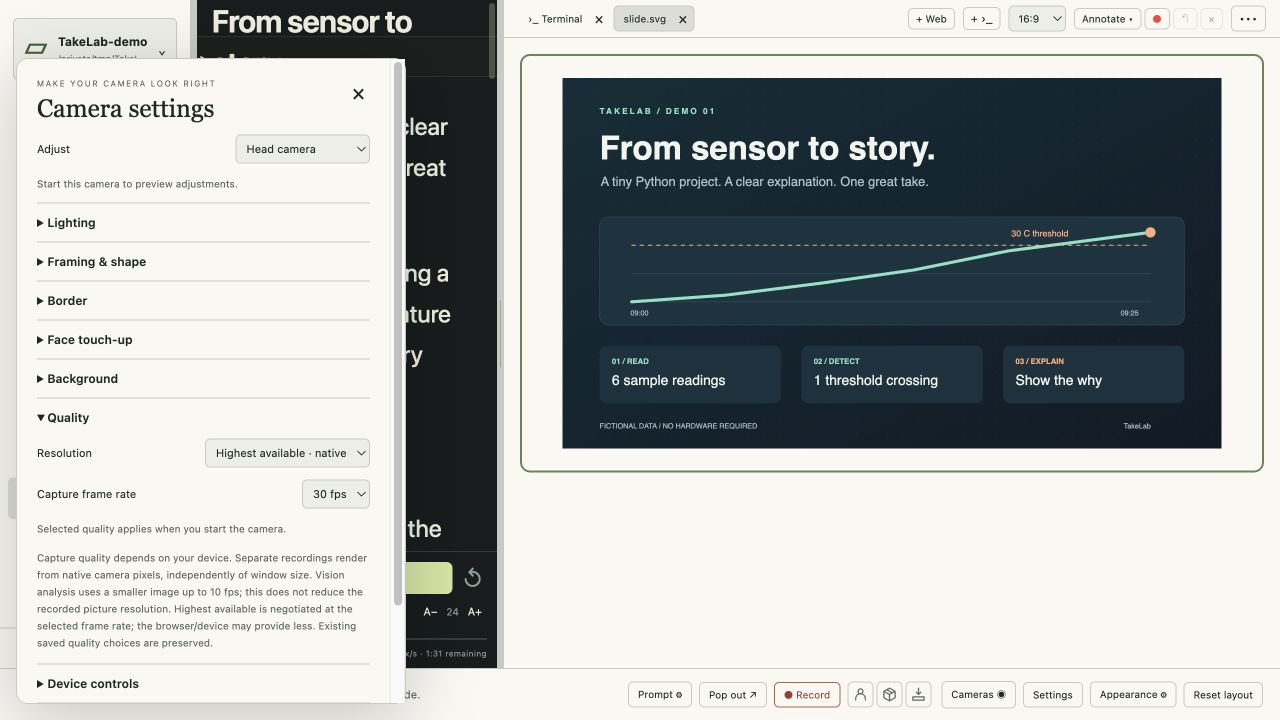 TakeLab-demo
MAKE YOUR CAMERA LOOK RIGHT
Camera settings
Adjust
Head camera
Start this camera to preview adjustments.
Lighting
Framing & shape
Border
Face touch-up
Background
Quality
Resolution
Highest available · native
Capture frame rate
30 fps
Selected quality applies when you start the camera.
Capture quality depends on your device. Separate recordings render
from native camera pixels, independently of window size. Vision
analysis uses a smaller image up to 10 fps; this does not reduce the
recorded picture resolution. Highest available is negotiated at the
selected frame rate; the browser/device may provide less. Existing
saved quality choices are preserved.
Device controls
From sensor to
clear
reat
ng a
ature
ry
the
A− 24 A+
x/s · 1:31 remaining
›_ Terminal ×
slide.svg ×
+ Web
+ ›_
16:9
Annotate
TAKELAB / DEMO 01
From sensor to story.
A tiny Python project. A clear explanation. One great take.
30 C threshold
09:00
09:25
01 / READ
6 sample readings
02 / DETECT
1 threshold crossing
03 / EXPLAIN
Show the why
FICTIONAL DATA / NO HARDWARE REQUIRED
TakeLab
de.
Prompt
Pop out ↗
Record
Cameras
Settings
Appearance
Reset layout